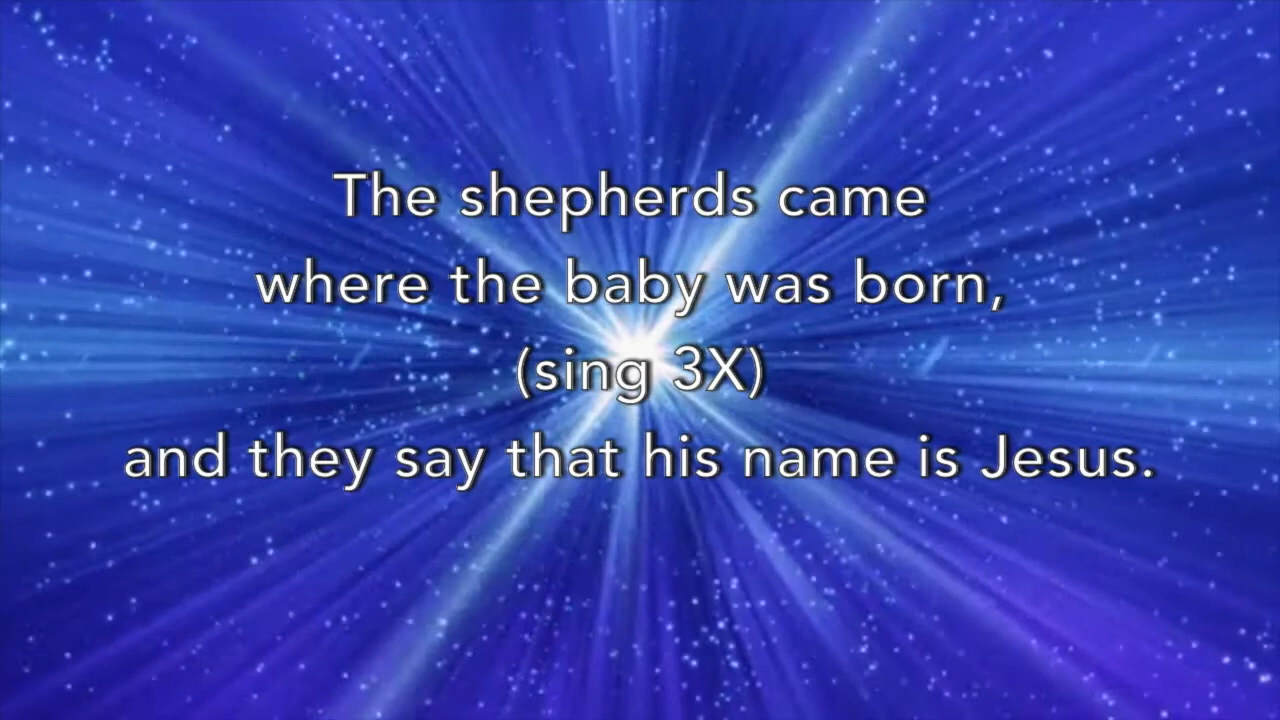 The shepherds came
where the baby was born,
(sing 3X)
and they say that his name is Jesus.